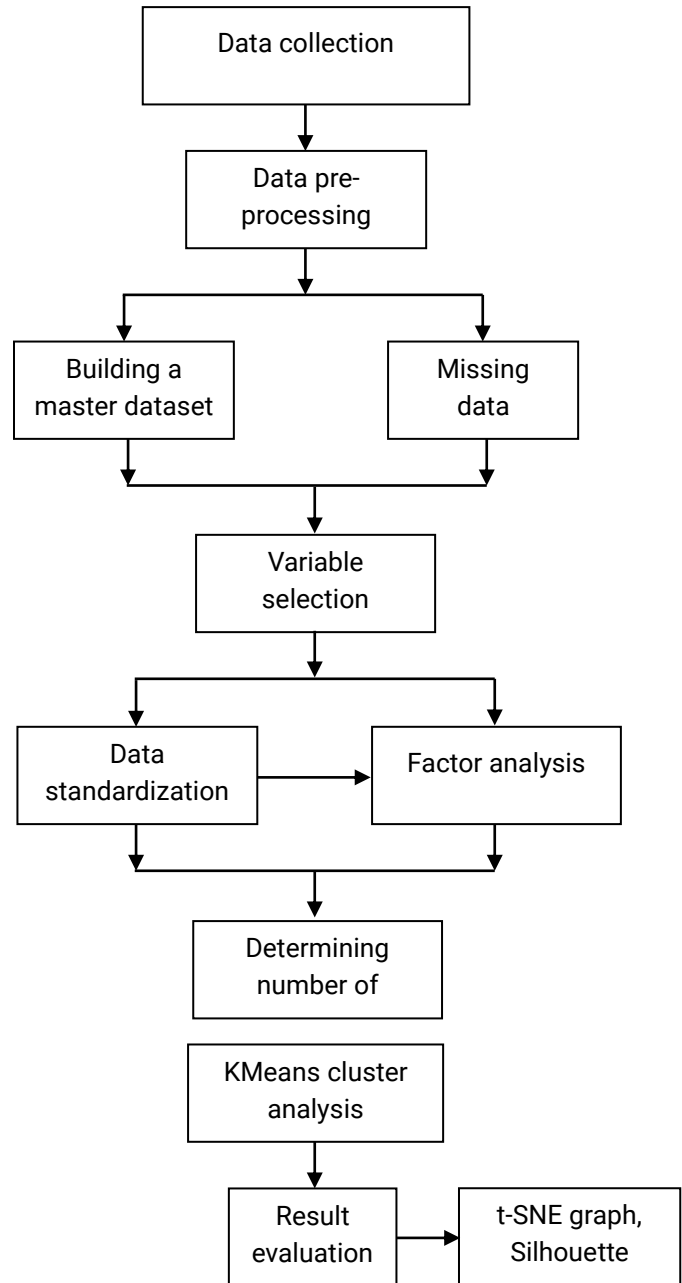 Data collection
Data pre-
processing
Building a
master dataset
Missing
data
Variable
selection
Data
standardization
Factor analysis
Determining
number of
KMeans cluster
analysis
Result
evaluation
t-SNE graph,
Silhouette